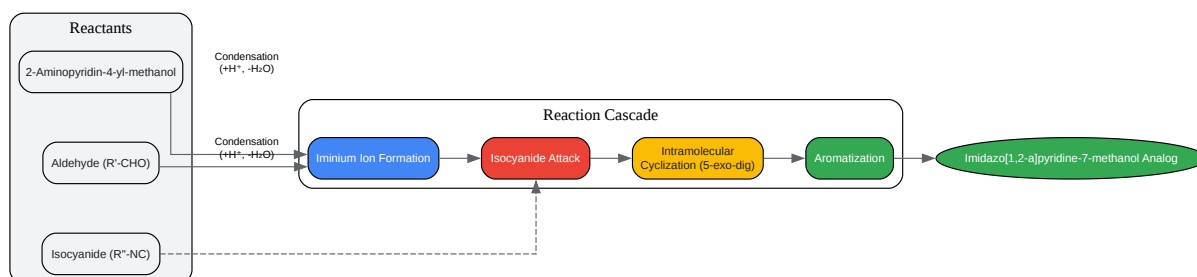 Reactants
2-Aminopyridin-4-yl-methanol
Aldehyde (R'-CHO)
Isocyanide (R"-NC)
Condensation
(+H⁺, -H₂O)
Condensation
(+H⁺, -H₂O)
Reaction Cascade
Iminium Ion Formation
Isocyanide Attack
Intramolecular
Cyclization (5-exo-dig)
Aromatization
Imidazo[1,2-a]pyridine-7-methanol Analog